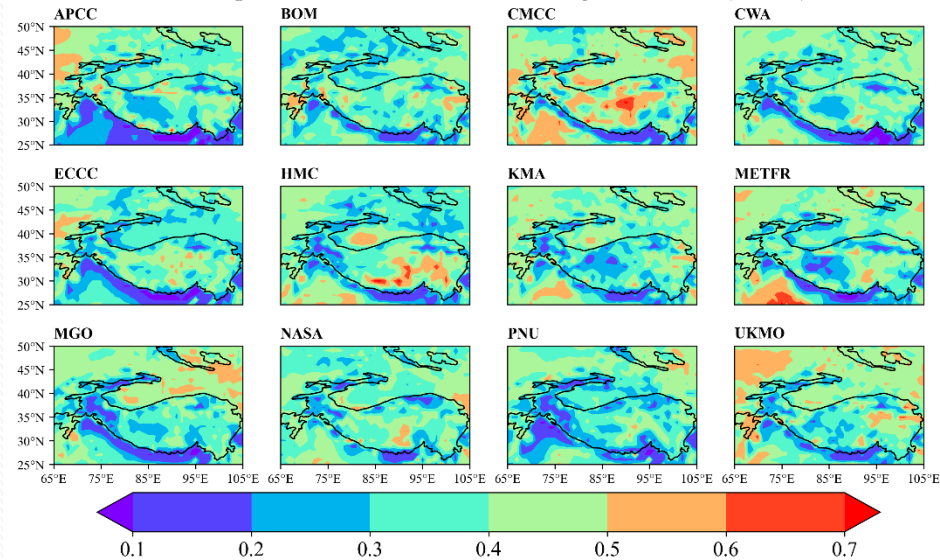 APCC BOM CMCC CWA
50°N
45°N
40°N
35°N
30°N
25°N
ECCC HMC KMA METFR
50°N
45°N
40°N
35°N
30°N
25°N
MGO NASA PNU UKMO
50°N
45°N
40°N
35°N
30°N
25°N
65°E 75°E 85°E 95°E 105°E 65°E 75°E 85°E 95°E 105°E 65°E 75°E 85°E 95°E 105°E 65°E 75°E 85°E 95°E 105°E
0.1 0.2 0.3 0.4 0.5 0.6 0.7